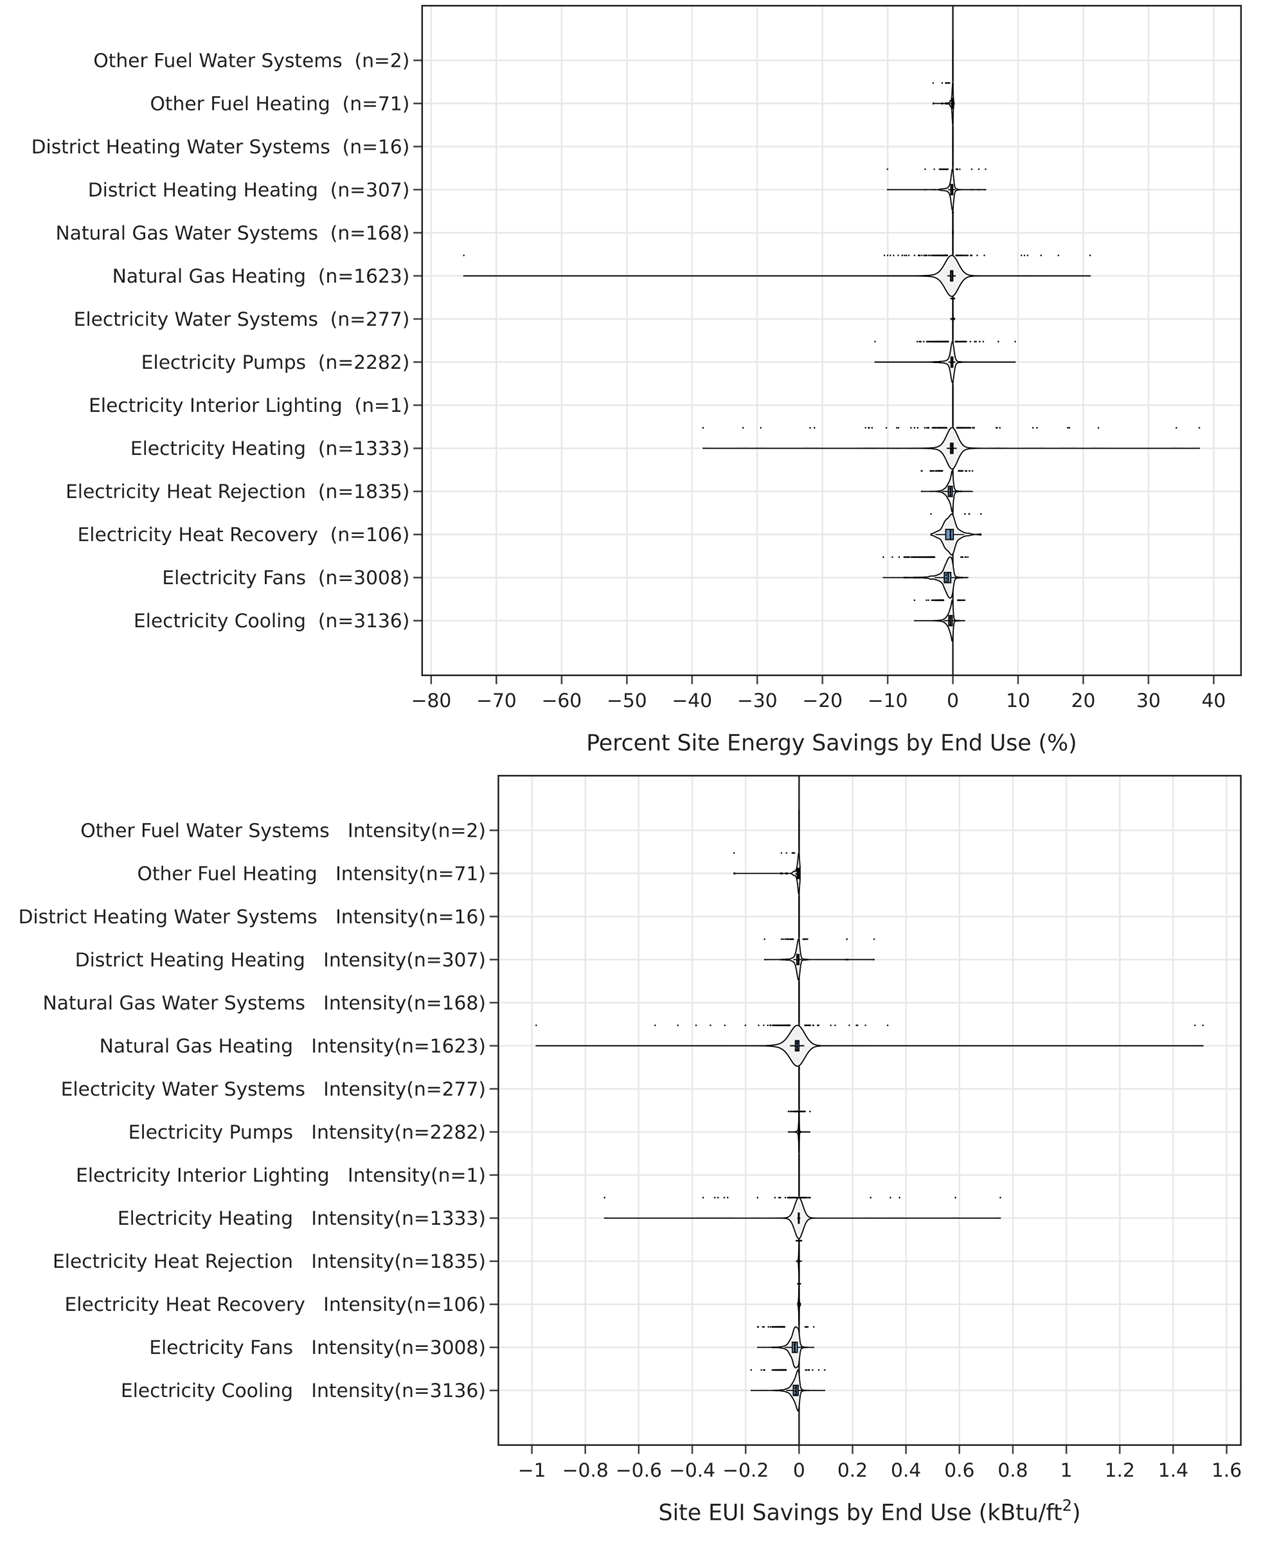 Other Fuel Water Systems (n=2)
Other Fuel Heating (n=71)
District Heating Water Systems (n=16)
District Heating Heating (n=307)
Natural Gas Water Systems (n=168)
Natural Gas Heating (n=1623)
Electricity Water Systems (n=277)
Electricity Pumps (n=2282)
Electricity Interior Lighting (n=1)
Electricity Heating (n=1333)
Electricity Heat Rejection (n=1835)
Electricity Heat Recovery (n=106)
Electricity Fans (n=3008)
Electricity Cooling (n=3136)
−80 −70 −60 −50 −40 −30 −20 −10 0 10 20 30 40
Percent Site Energy Savings by End Use (%)
Other Fuel Water Systems Intensity(n=2)
Other Fuel Heating Intensity(n=71)
District Heating Water Systems Intensity(n=16)
District Heating Heating Intensity(n=307)
Natural Gas Water Systems Intensity(n=168)
Natural Gas Heating Intensity(n=1623)
Electricity Water Systems Intensity(n=277)
Electricity Pumps Intensity(n=2282)
Electricity Interior Lighting Intensity(n=1)
Electricity Heating Intensity(n=1333)
Electricity Heat Rejection Intensity(n=1835)
Electricity Heat Recovery Intensity(n=106)
Electricity Fans Intensity(n=3008)
Electricity Cooling Intensity(n=3136)
−1 −0.8 −0.6 −0.4 −0.2 0 0.2 0.4 0.6 0.8 1 1.2 1.4 1.6
Site EUI Savings by End Use (kBtu/ft²)